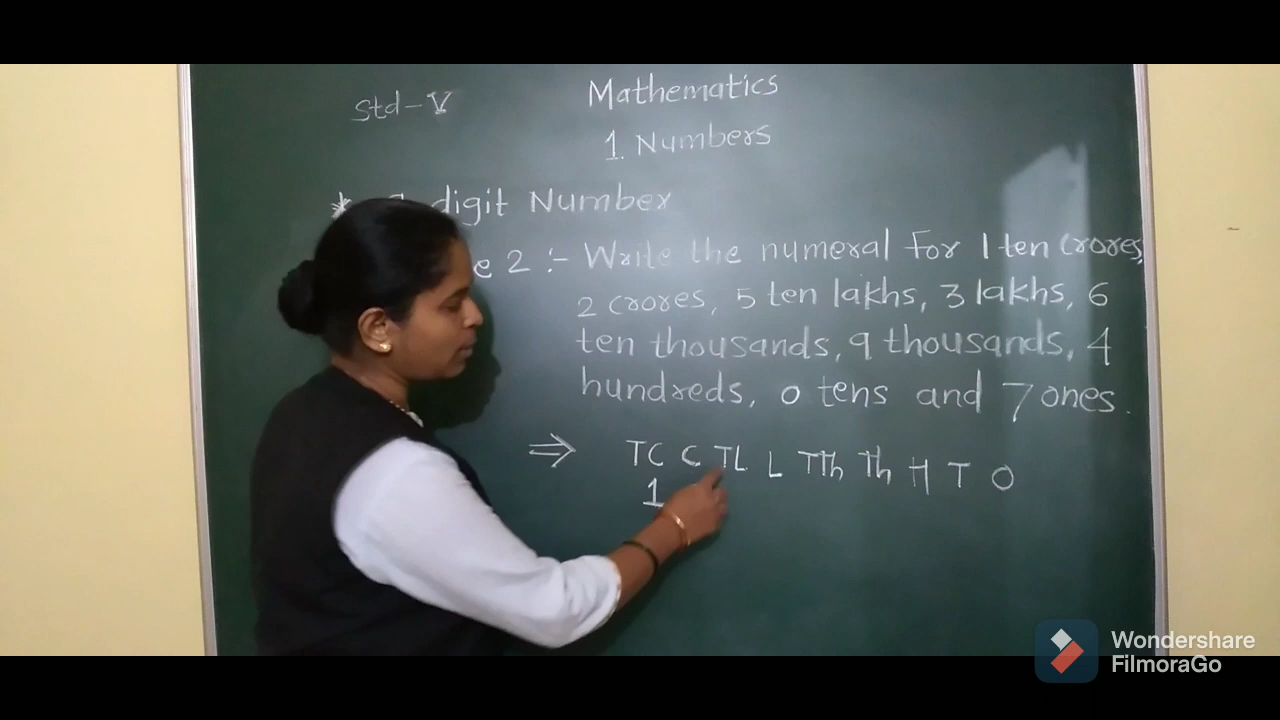 Std-V
Mathematics
1. Numbers
* digit Number
2 :- Write the numeral for 1 ten crores,
2 crores, 5 ten lakhs, 3 lakhs, 6
ten thousands, 9 thousands, 4
hundreds, 0 tens and 7 ones.
⇒ TC C TL L TTh Th H T O
1
Wondershare
FilmoraGo